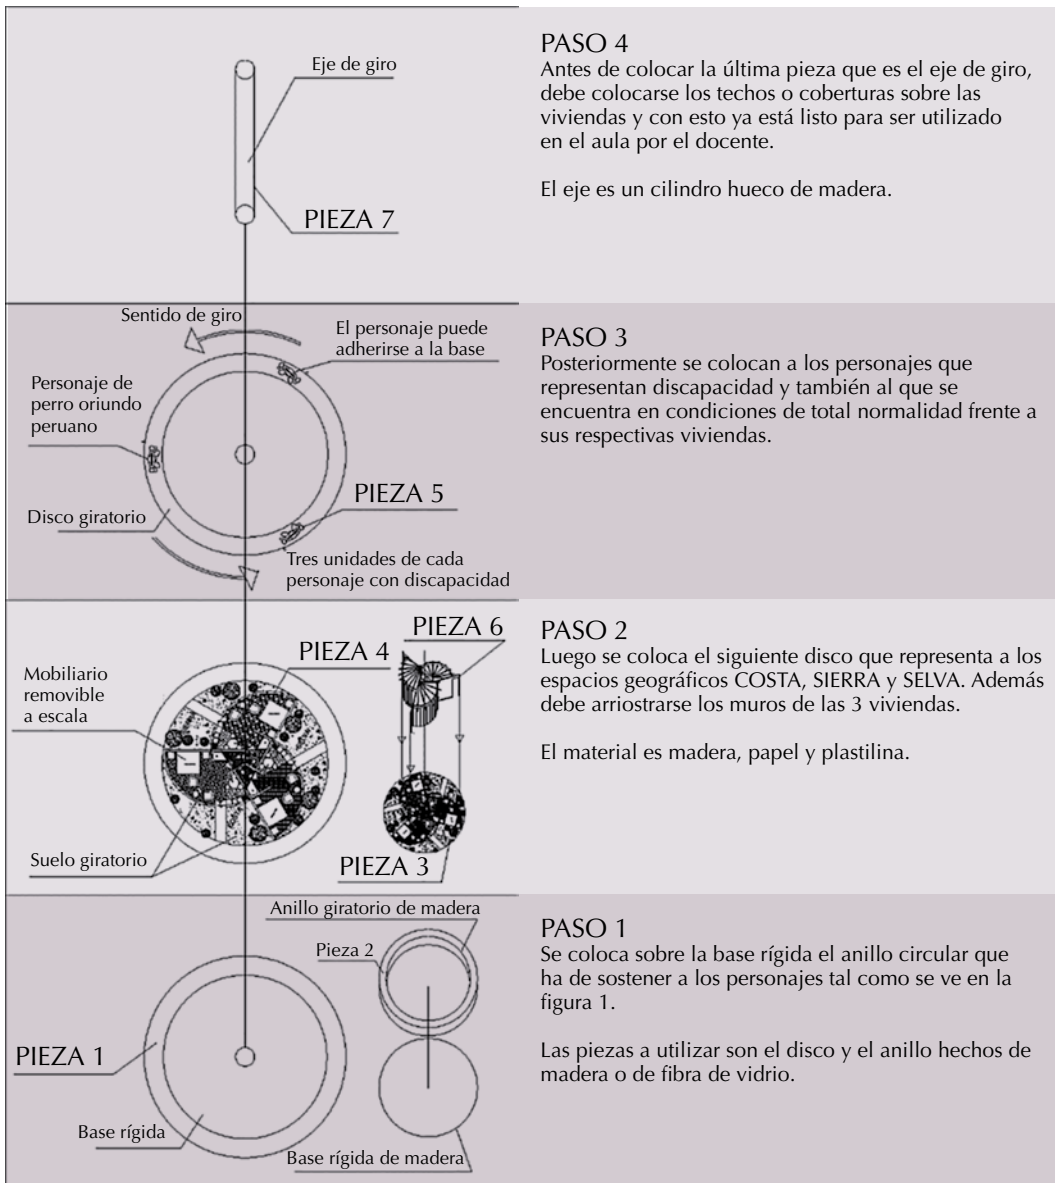 Eje de giro
PIEZA 7
PASO 4
Antes de colocar la última pieza que es el eje de giro,
debe colocarse los techos o coberturas sobre las
viviendas y con esto ya está listo para ser utilizado
en el aula por el docente.
El eje es un cilindro hueco de madera.
Sentido de giro
El personaje puede
adherirse a la base
Personaje de
perro oriundo
peruano
PIEZA 5
Disco giratorio
Tres unidades de cada
personaje con discapacidad
PASO 3
Posteriormente se colocan a los personajes que
representan discapacidad y también al que se
encuentra en condiciones de total normalidad frente a
sus respectivas viviendas.
PIEZA 6
PIEZA 4
Mobiliario
removible
a escala
Suelo giratorio
PIEZA 3
PASO 2
Luego se coloca el siguiente disco que representa a los
espacios geográficos COSTA, SIERRA y SELVA. Además
debe arriostrarse los muros de las 3 viviendas.
El material es madera, papel y plastilina.
Anillo giratorio de madera
Pieza 2
PIEZA 1
Base rígida
Base rígida de madera
PASO 1
Se coloca sobre la base rígida el anillo circular que
ha de sostener a los personajes tal como se ve en la
figura 1.
Las piezas a utilizar son el disco y el anillo hechos de
madera o de fibra de vidrio.